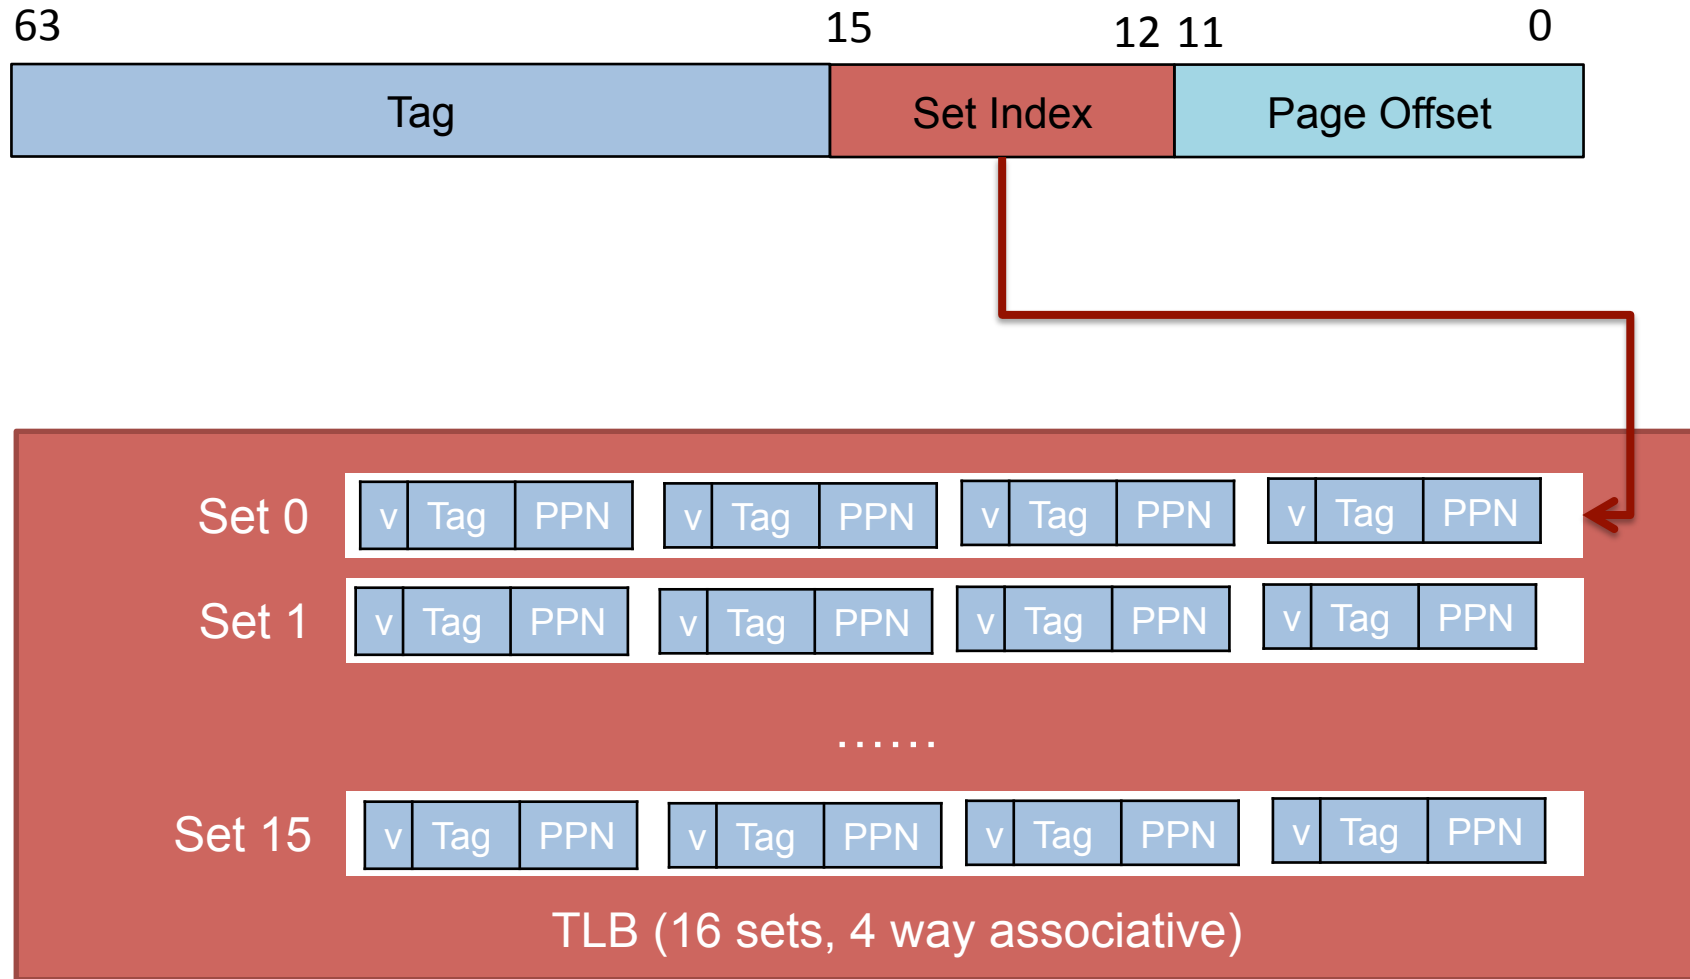 63 15 12 11 0
Tag Set Index Page Offset
Set 0 v Tag PPN v Tag PPN v Tag PPN v Tag PPN
Set 1 v Tag PPN v Tag PPN v Tag PPN v Tag PPN
......
Set 15 v Tag PPN v Tag PPN v Tag PPN v Tag PPN
TLB (16 sets, 4 way associative)